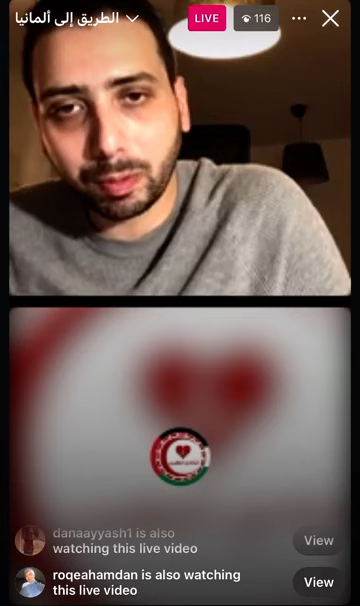 الطريق إلى ألمانيا
LIVE
116
danaayyash1 is also
watching this live video
View
roqeahamdan is also watching
this live video
View